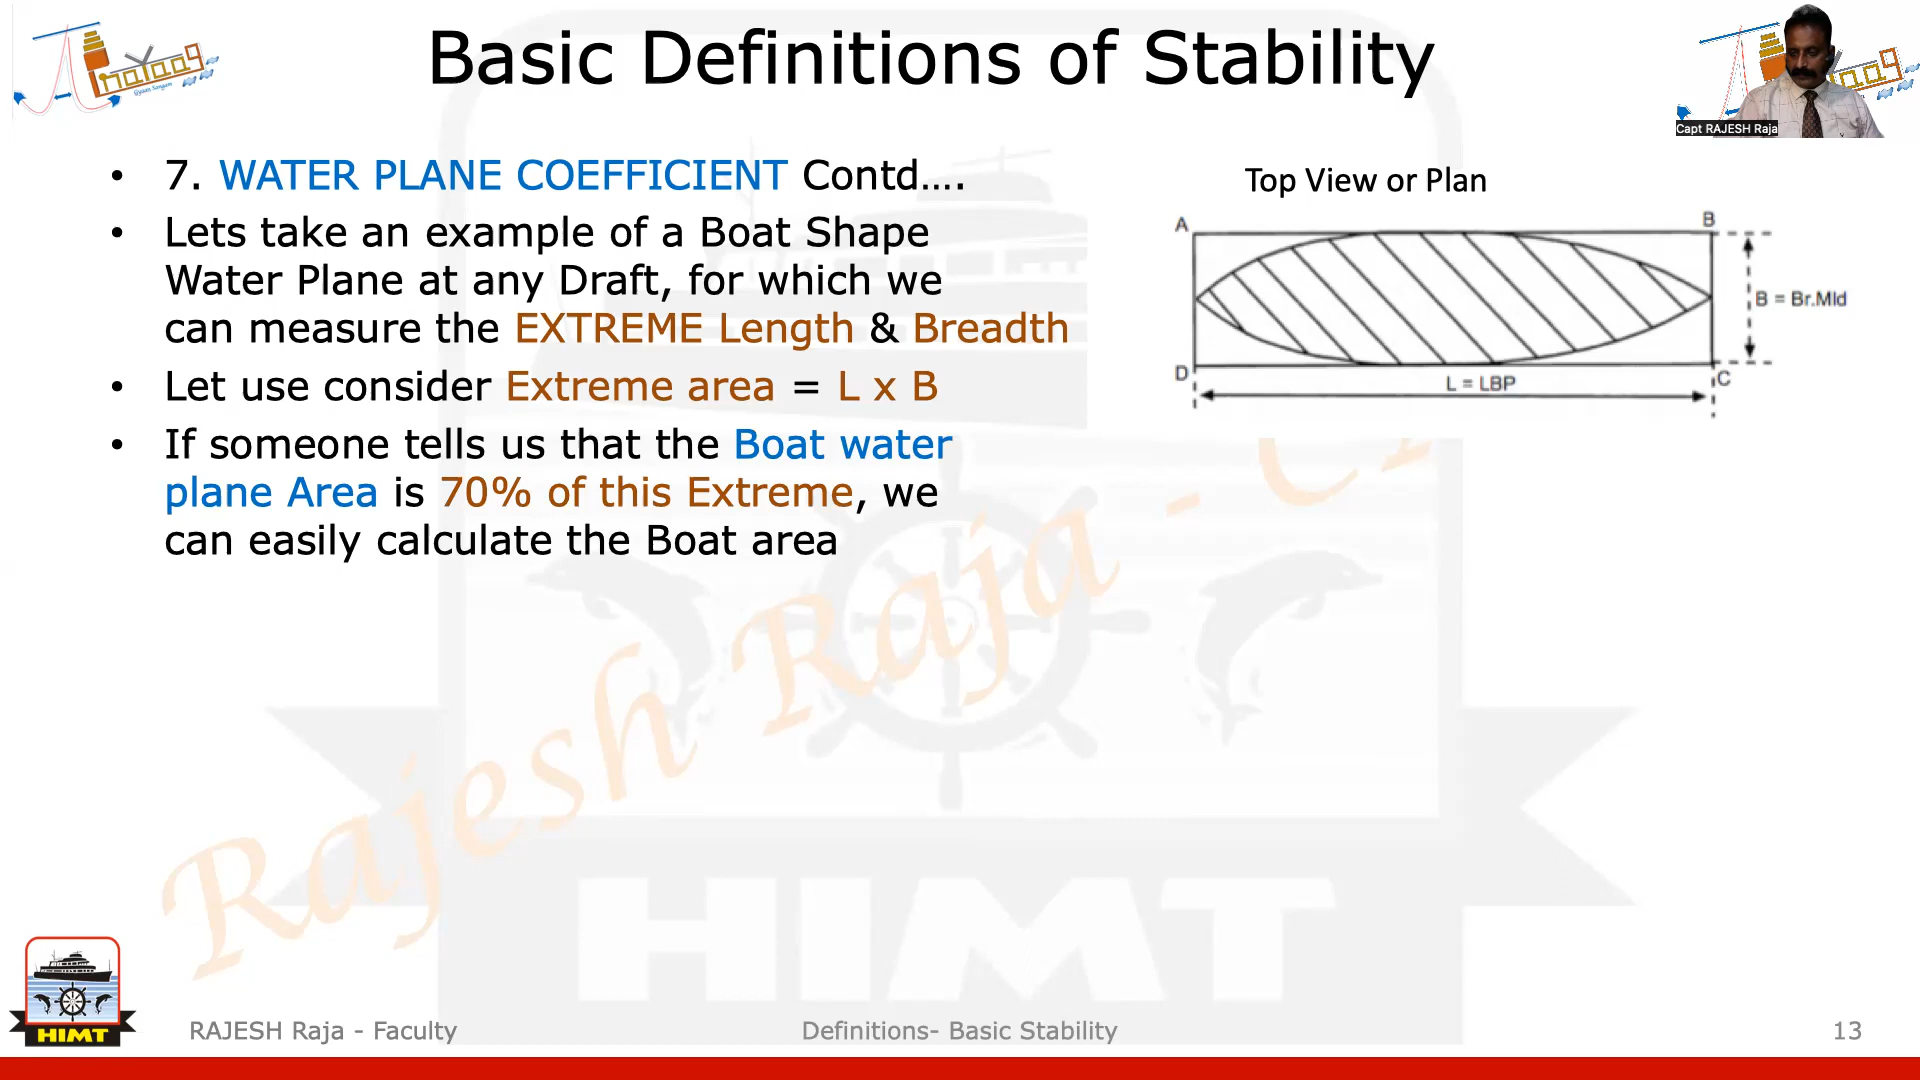 Basic Definitions of Stability
Capt RAJESH Raja
• 7. WATER PLANE COEFFICIENT Contd....
• Lets take an example of a Boat Shape
Water Plane at any Draft, for which we
can measure the EXTREME Length & Breadth
• Let use consider Extreme area = L x B
• If someone tells us that the Boat water
plane Area is 70% of this Extreme, we
can easily calculate the Boat area
Top View or Plan
A
B
B = Br.Mld
D
C
L = LBP
Rajesh Raja -
HIMT
HIMT
RAJESH Raja - Faculty
Definitions- Basic Stability
13